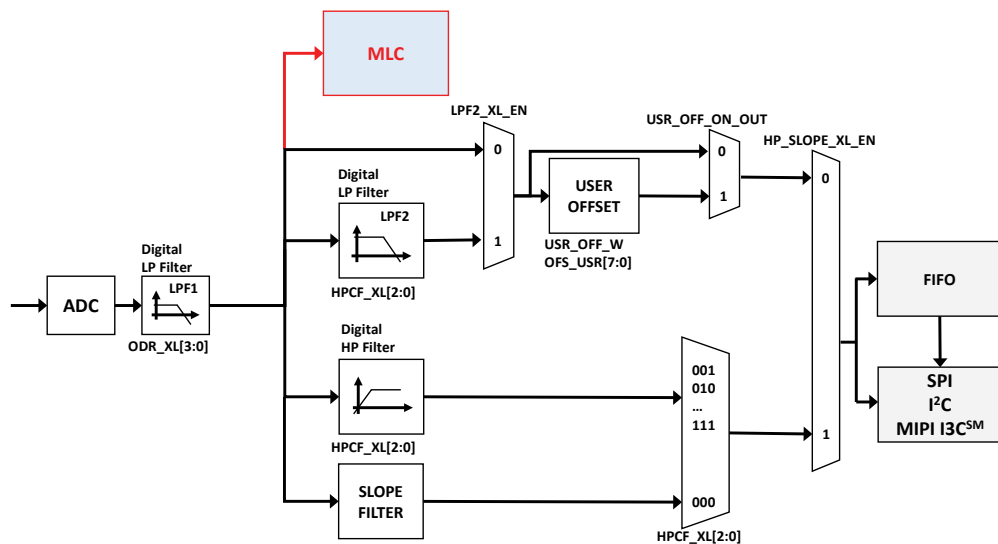 MLC
LPF2_XL_EN
0
1
USR_OFF_ON_OUT
0
1
HP_SLOPE_XL_EN
0
1
Digital
LP Filter
LPF2
HPCF_XL[2:0]
USER
OFFSET
USR_OFF_W
OFS_USR[7:0]
ADC
Digital
LP Filter
LPF1
ODR_XL[3:0]
Digital
HP Filter
HPCF_XL[2:0]
SLOPE
FILTER
001
010
...
111
000
HPCF_XL[2:0]
FIFO
SPI
I²C
MIPI I3Cˢᴹ